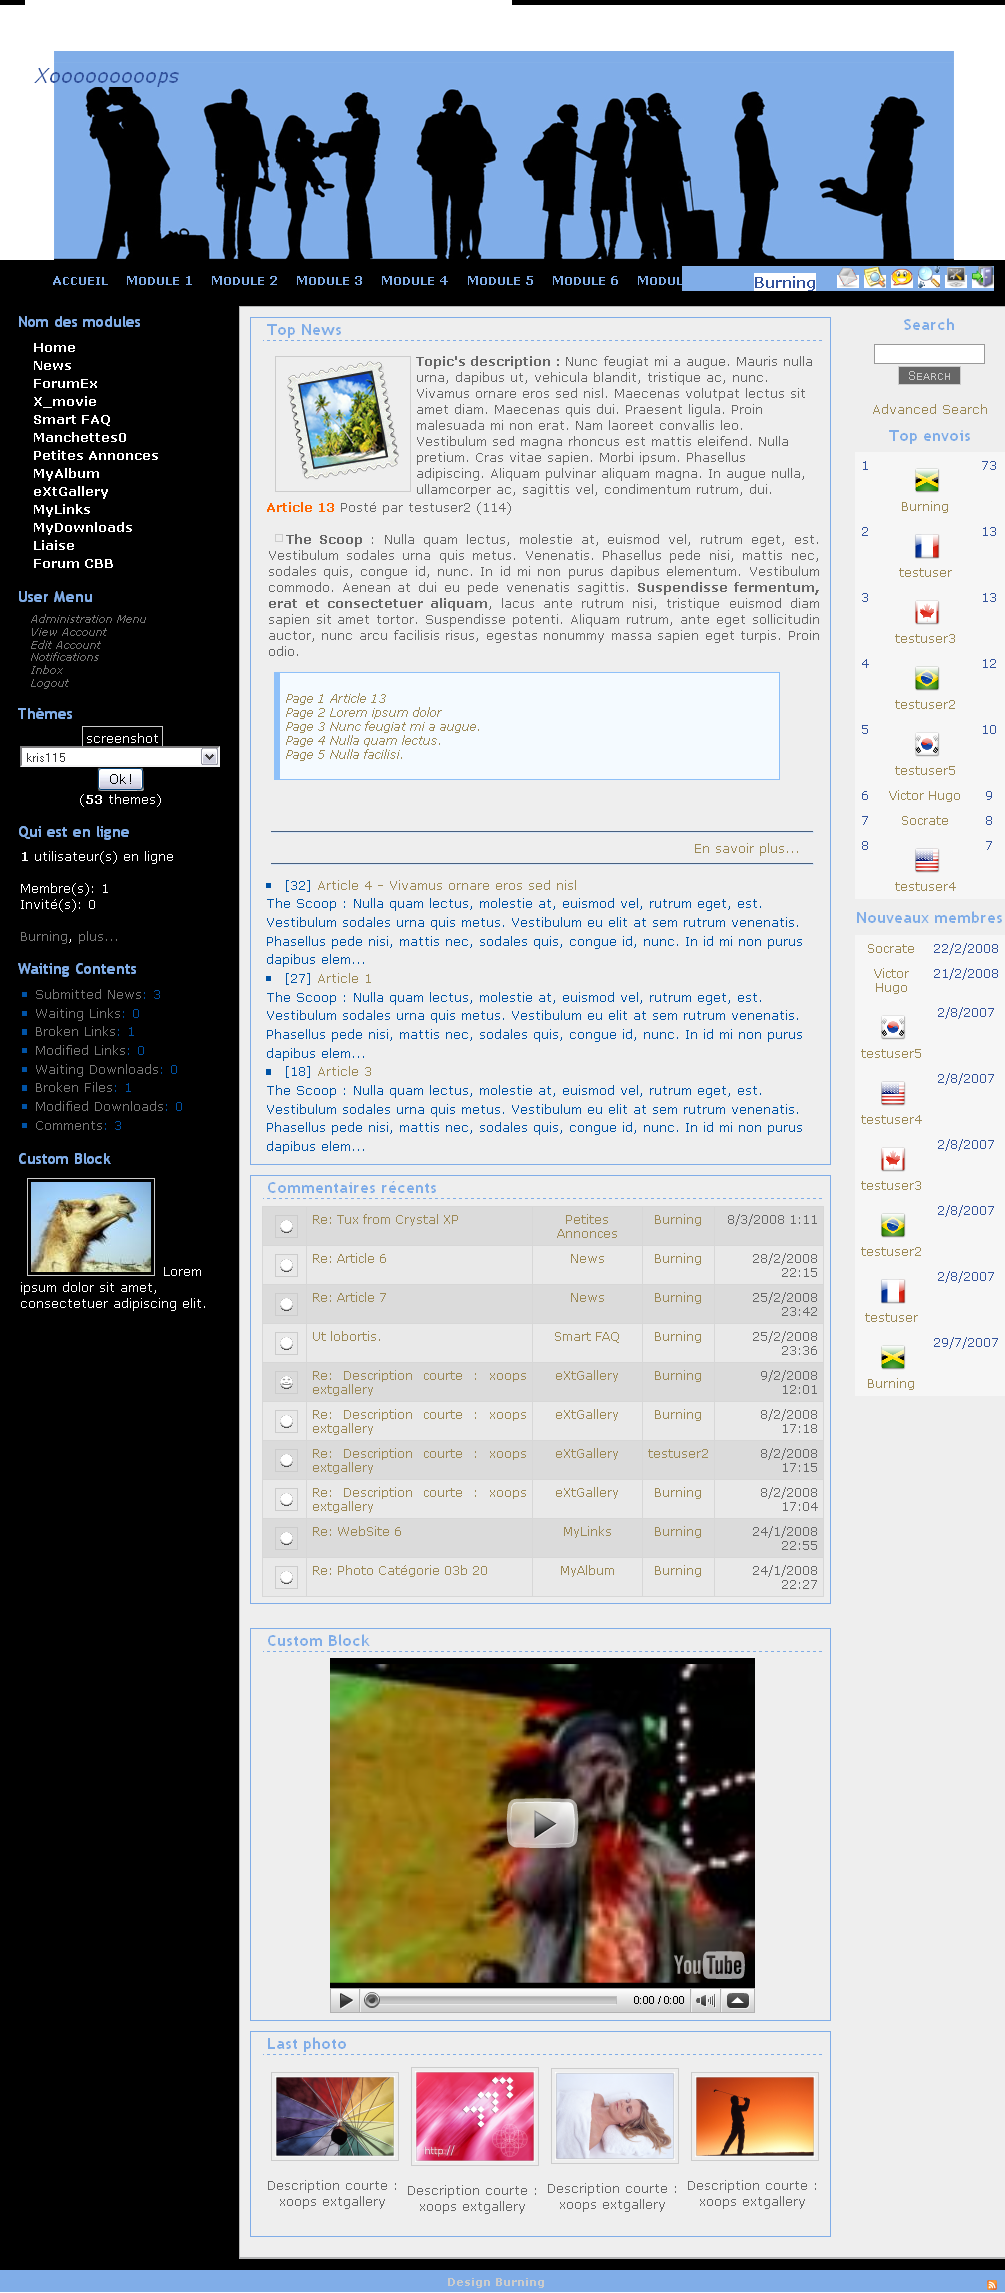 Xoooooooooops
Accueil Module 1 Module 2 Module 3 Module 4 Module 5 Module 6 Modul
Burning
Nom des modules
Home
News
ForumEx
X_movie
Smart FAQ
Manchettes0
Petites Annonces
MyAlbum
eXtGallery
MyLinks
MyDownloads
Liaise
Forum CBB
User Menu
Administration Menu
View Account
Edit Account
Notifications
Inbox
Logout
Thèmes
screenshot
kris115
Ok!
(53 themes)
Qui est en ligne
1 utilisateur(s) en ligne
Membre(s): 1
Invité(s): 0
Burning, plus...
Waiting Contents
Submitted News: 3
Waiting Links: 0
Broken Links: 1
Modified Links: 0
Waiting Downloads: 0
Broken Files: 1
Modified Downloads: 0
Comments: 3
Custom Block
Lorem
ipsum dolor sit amet,
consectetuer adipiscing elit.
Top News
Topic's description : Nunc feugiat mi a augue. Mauris nulla
urna, dapibus ut, vehicula blandit, tristique ac, nunc.
Vivamus ornare eros sed nisl. Maecenas volutpat lectus sit
amet diam. Maecenas quis dui. Praesent ligula. Proin
malesuada mi non erat. Nam laoreet convallis leo.
Vestibulum sed magna rhoncus est mattis eleifend. Nulla
pretium. Cras vitae sapien. Morbi ipsum. Phasellus
adipiscing. Aliquam pulvinar aliquam magna. In augue nulla,
ullamcorper ac, sagittis vel, condimentum rutrum, dui.
Article 13 Posté par testuser2 (114)
The Scoop : Nulla quam lectus, molestie at, euismod vel, rutrum eget, est.
Vestibulum sodales urna quis metus. Venenatis. Phasellus pede nisi, mattis nec,
sodales quis, congue id, nunc. In id mi non purus dapibus elementum. Vestibulum
commodo. Aenean at dui eu pede venenatis sagittis. Suspendisse fermentum,
erat et consectetuer aliquam, lacus ante rutrum nisi, tristique euismod diam
sapien sit amet tortor. Suspendisse potenti. Aliquam rutrum, ante eget sollicitudin
auctor, nunc arcu facilisis risus, egestas nonummy massa sapien eget turpis. Proin
odio.
Page 1 Article 13
Page 2 Lorem ipsum dolor
Page 3 Nunc feugiat mi a augue.
Page 4 Nulla quam lectus.
Page 5 Nulla facilisi.
En savoir plus...
[32] Article 4 - Vivamus ornare eros sed nisl
The Scoop : Nulla quam lectus, molestie at, euismod vel, rutrum eget, est.
Vestibulum sodales urna quis metus. Vestibulum eu elit at sem rutrum venenatis.
Phasellus pede nisi, mattis nec, sodales quis, congue id, nunc. In id mi non purus
dapibus elem...
[27] Article 1
The Scoop : Nulla quam lectus, molestie at, euismod vel, rutrum eget, est.
Vestibulum sodales urna quis metus. Vestibulum eu elit at sem rutrum venenatis.
Phasellus pede nisi, mattis nec, sodales quis, congue id, nunc. In id mi non purus
dapibus elem...
[18] Article 3
The Scoop : Nulla quam lectus, molestie at, euismod vel, rutrum eget, est.
Vestibulum sodales urna quis metus. Vestibulum eu elit at sem rutrum venenatis.
Phasellus pede nisi, mattis nec, sodales quis, congue id, nunc. In id mi non purus
dapibus elem...
Commentaires récents
Re: Tux from Crystal XP Petites Annonces Burning 8/3/2008 1:11
Re: Article 6 News Burning 28/2/2008 22:15
Re: Article 7 News Burning 25/2/2008 23:42
Ut lobortis. Smart FAQ Burning 25/2/2008 23:36
Re: Description courte : xoops extgallery eXtGallery Burning 9/2/2008 12:01
Re: Description courte : xoops extgallery eXtGallery Burning 8/2/2008 17:18
Re: Description courte : xoops extgallery eXtGallery testuser2 8/2/2008 17:15
Re: Description courte : xoops extgallery eXtGallery Burning 8/2/2008 17:04
Re: WebSite 6 MyLinks Burning 24/1/2008 22:55
Re: Photo Catégorie 03b 20 MyAlbum Burning 24/1/2008 22:27
Custom Block
YouTube
0:00 / 0:00
Last photo
http://
Description courte : xoops extgallery
Description courte : xoops extgallery
Description courte : xoops extgallery
Description courte : xoops extgallery
Search
Search
Advanced Search
Top envois
1 Burning 73
2 testuser 13
3 testuser3 13
4 testuser2 12
5 testuser5 10
6 Victor Hugo 9
7 Socrate 8
8 testuser4 7
Nouveaux membres
Socrate 22/2/2008
Victor Hugo 21/2/2008
testuser5 2/8/2007
testuser4 2/8/2007
testuser3 2/8/2007
testuser2 2/8/2007
testuser 2/8/2007
Burning 29/7/2007
Design Burning